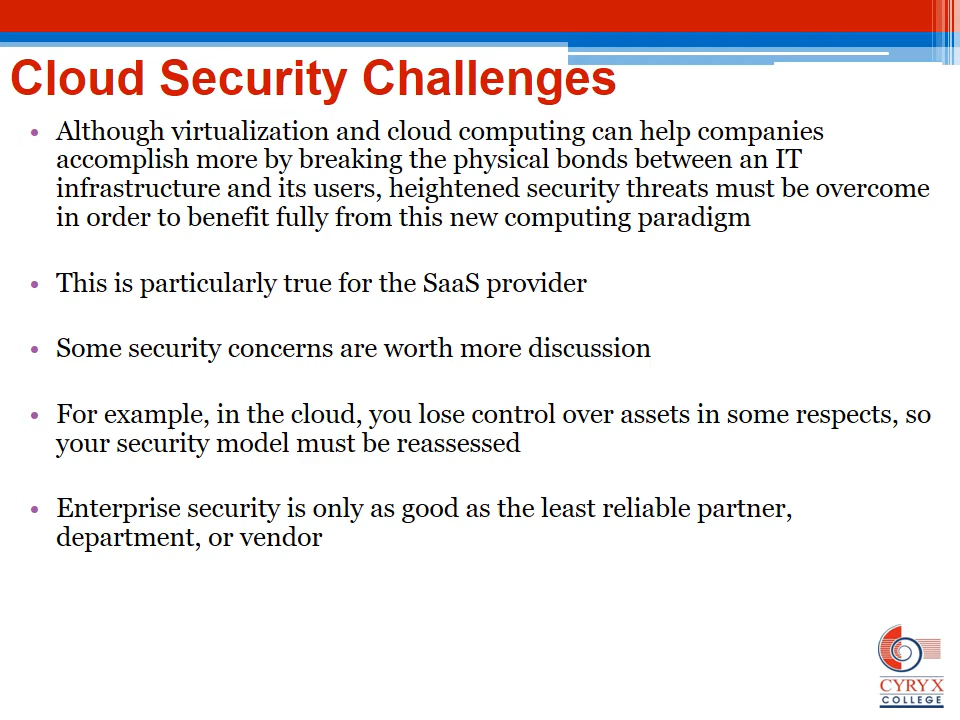 Cloud Security Challenges
• Although virtualization and cloud computing can help companies
accomplish more by breaking the physical bonds between an IT
infrastructure and its users, heightened security threats must be overcome
in order to benefit fully from this new computing paradigm
• This is particularly true for the SaaS provider
• Some security concerns are worth more discussion
• For example, in the cloud, you lose control over assets in some respects, so
your security model must be reassessed
• Enterprise security is only as good as the least reliable partner,
department, or vendor
CYRYX
COLLEGE